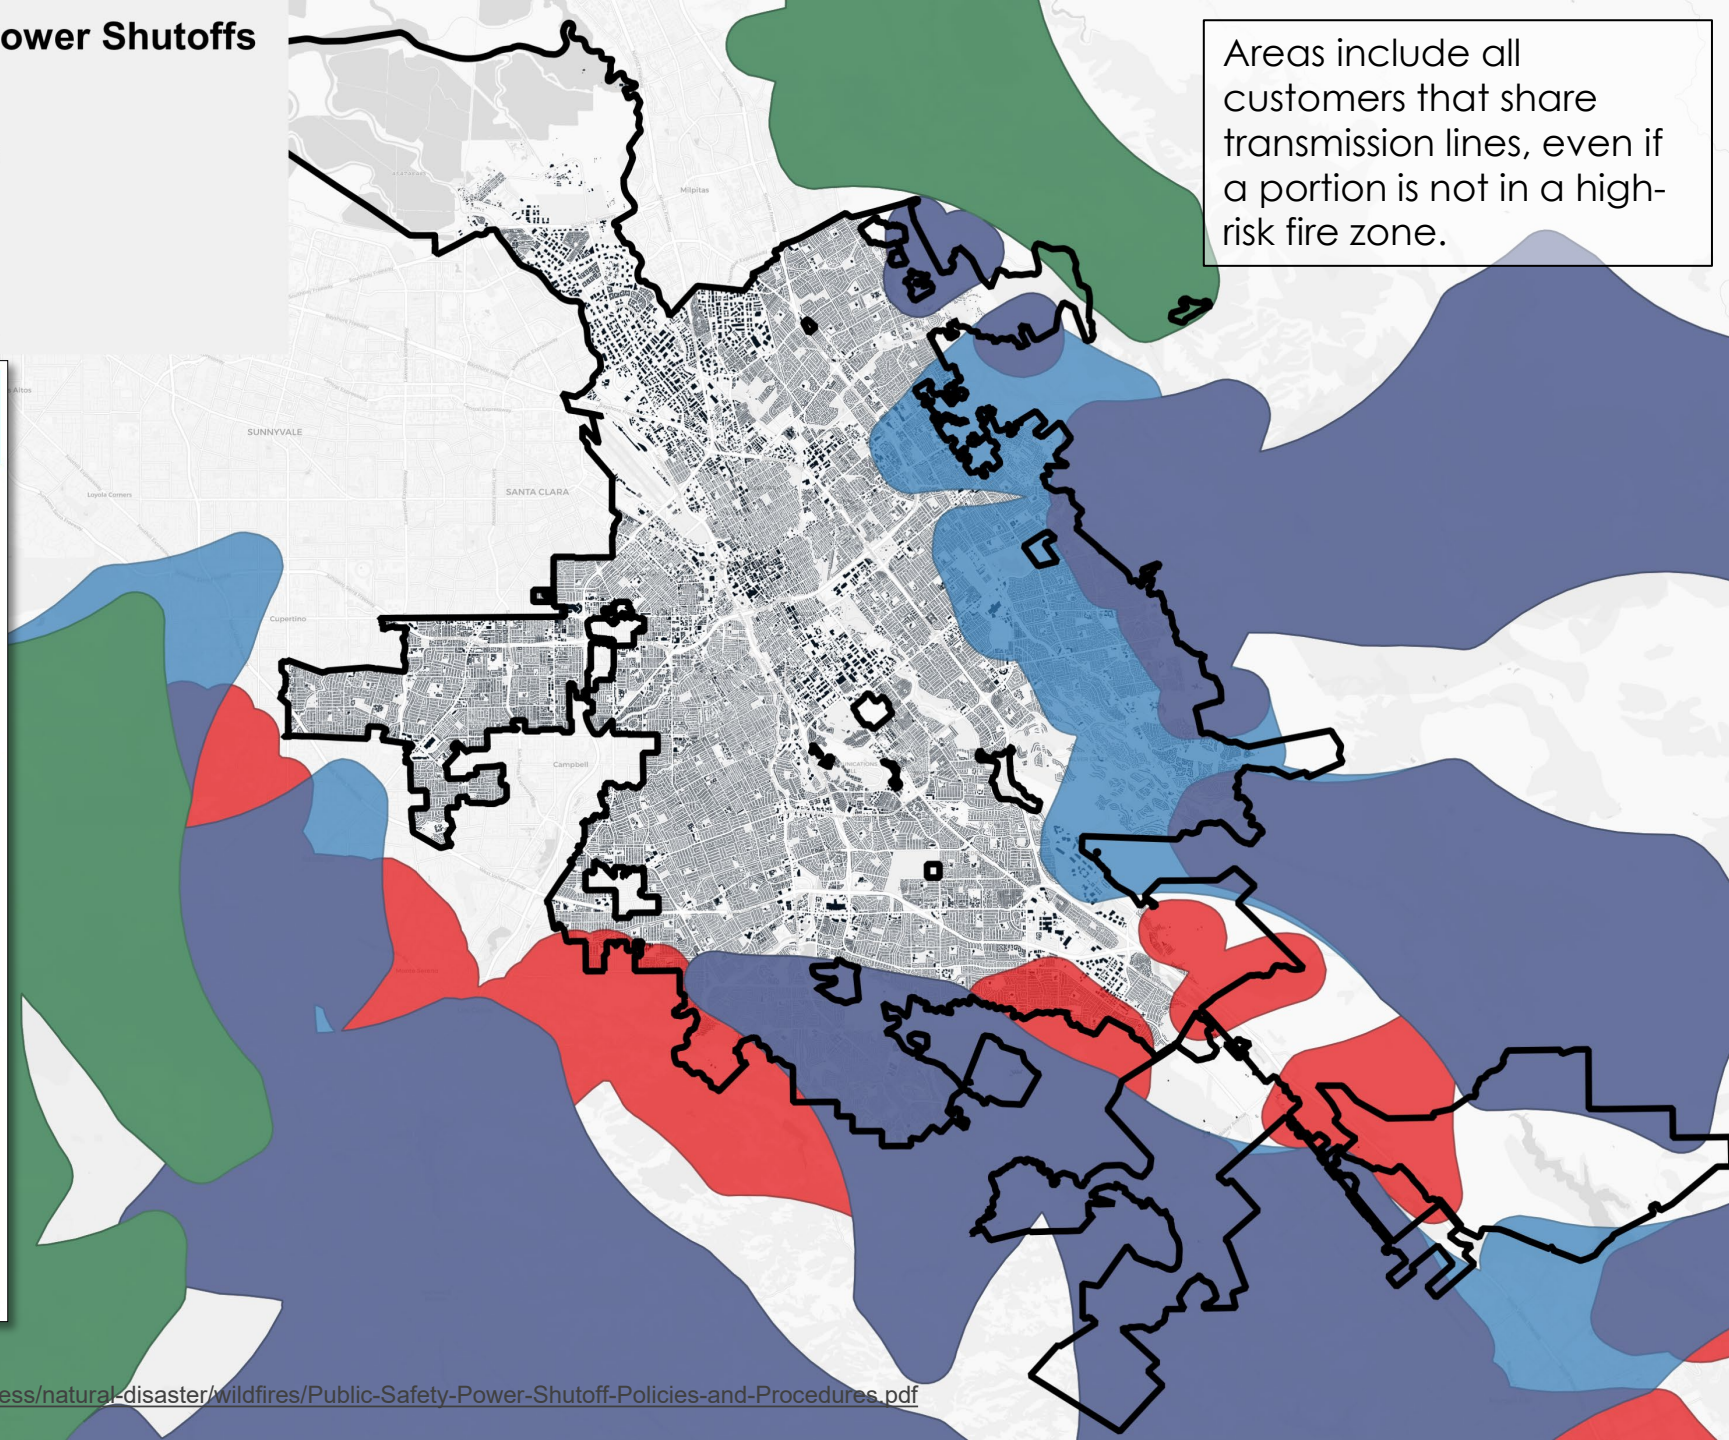 ower Shutoffs
Areas include all
customers that share
transmission lines, even if
a portion is not in a high-
risk fire zone.
Milpitas
SUNNYVALE
SANTA CLARA
Loyola Corners
Cupertino
Campbell
ess/natural-disaster/wildfires/Public-Safety-Power-Shutoff-Policies-and-Procedures.pdf